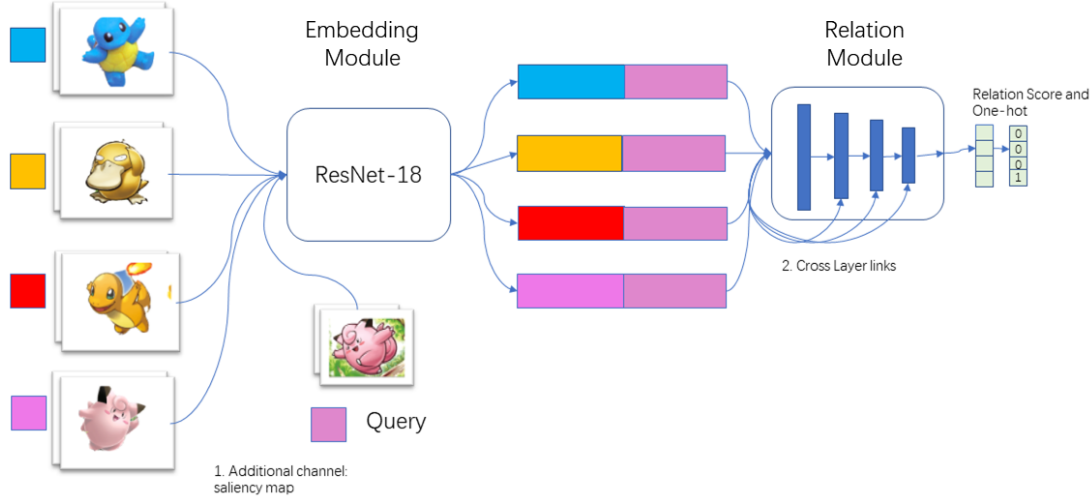 Embedding
Module
Relation
Module
ResNet-18
Relation Score and
One-hot
0
0
0
1
2. Cross Layer links
Query
1. Additional channel:
saliency map